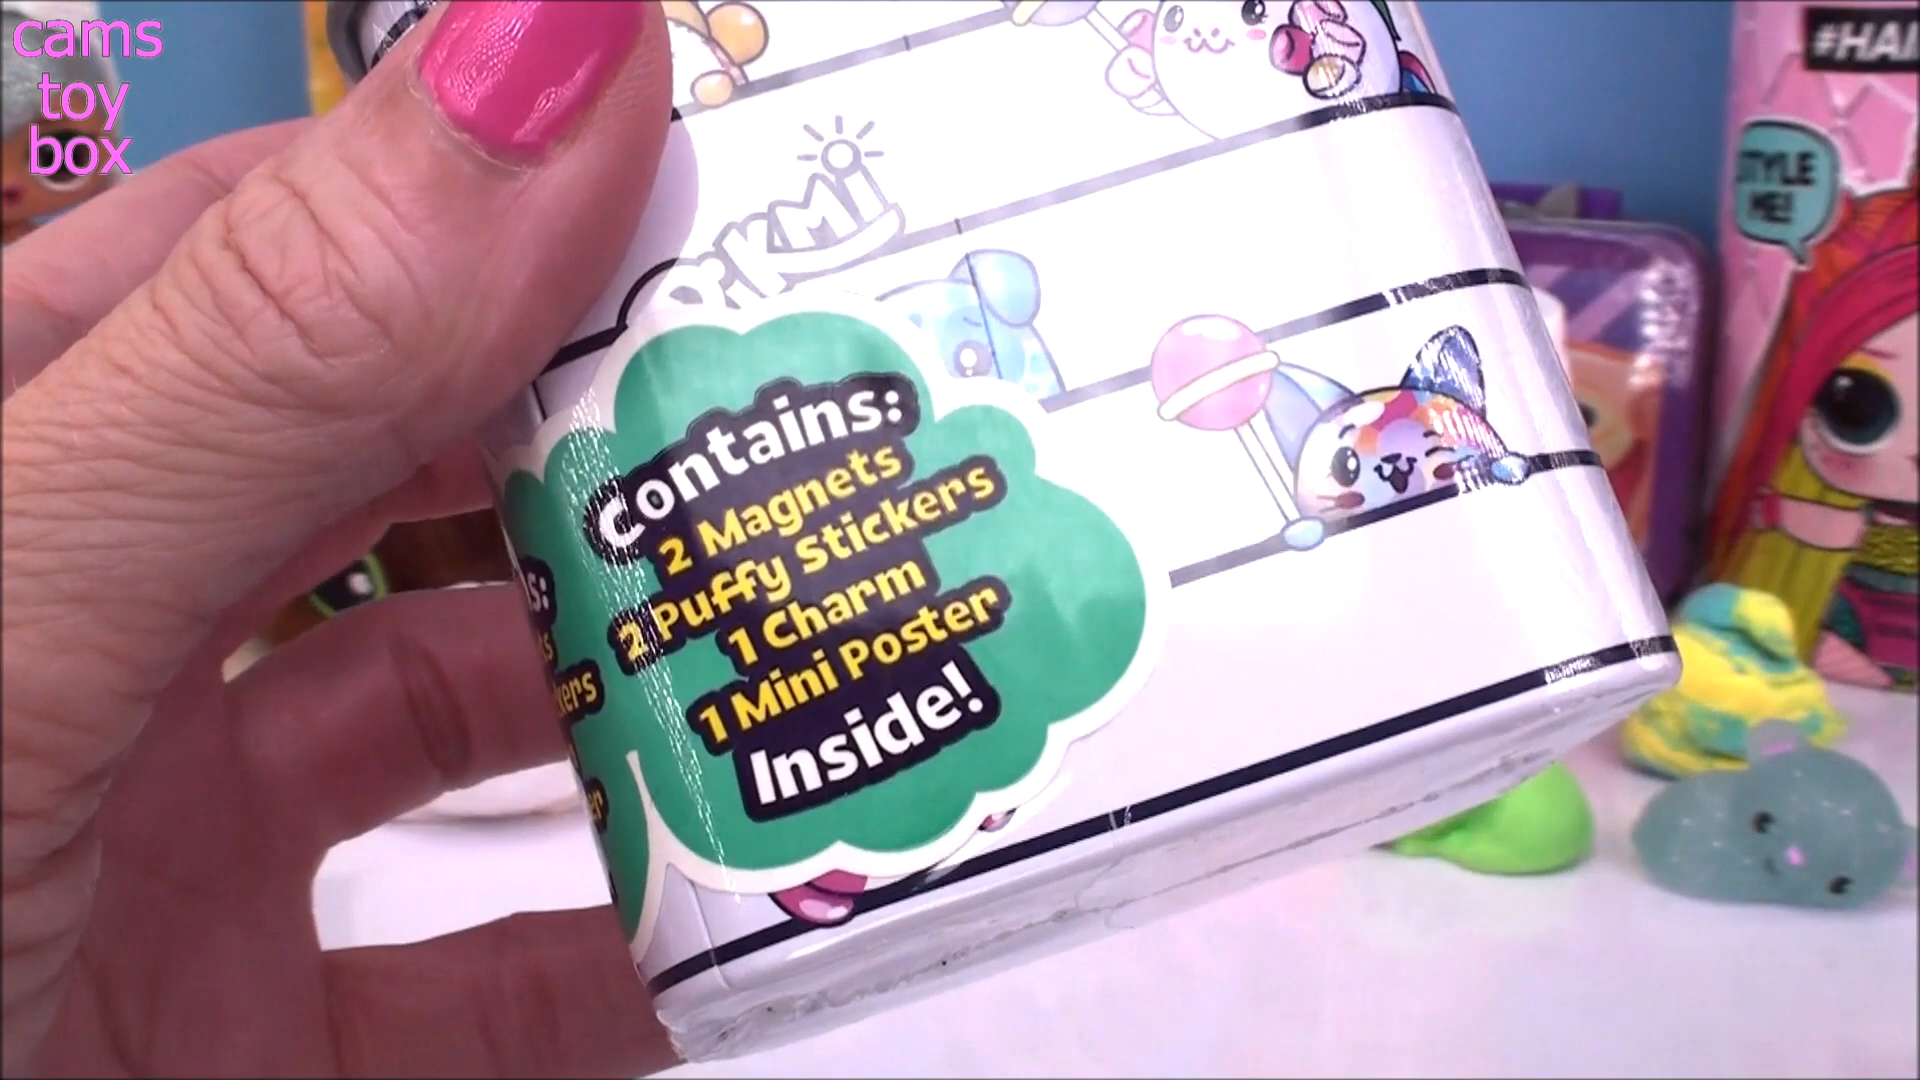 cams
toy
box
#HAI
STYLE
ME!
Contains:
2 Magnets
2 Puffy Stickers
1 Charm
1 Mini Poster
Inside!